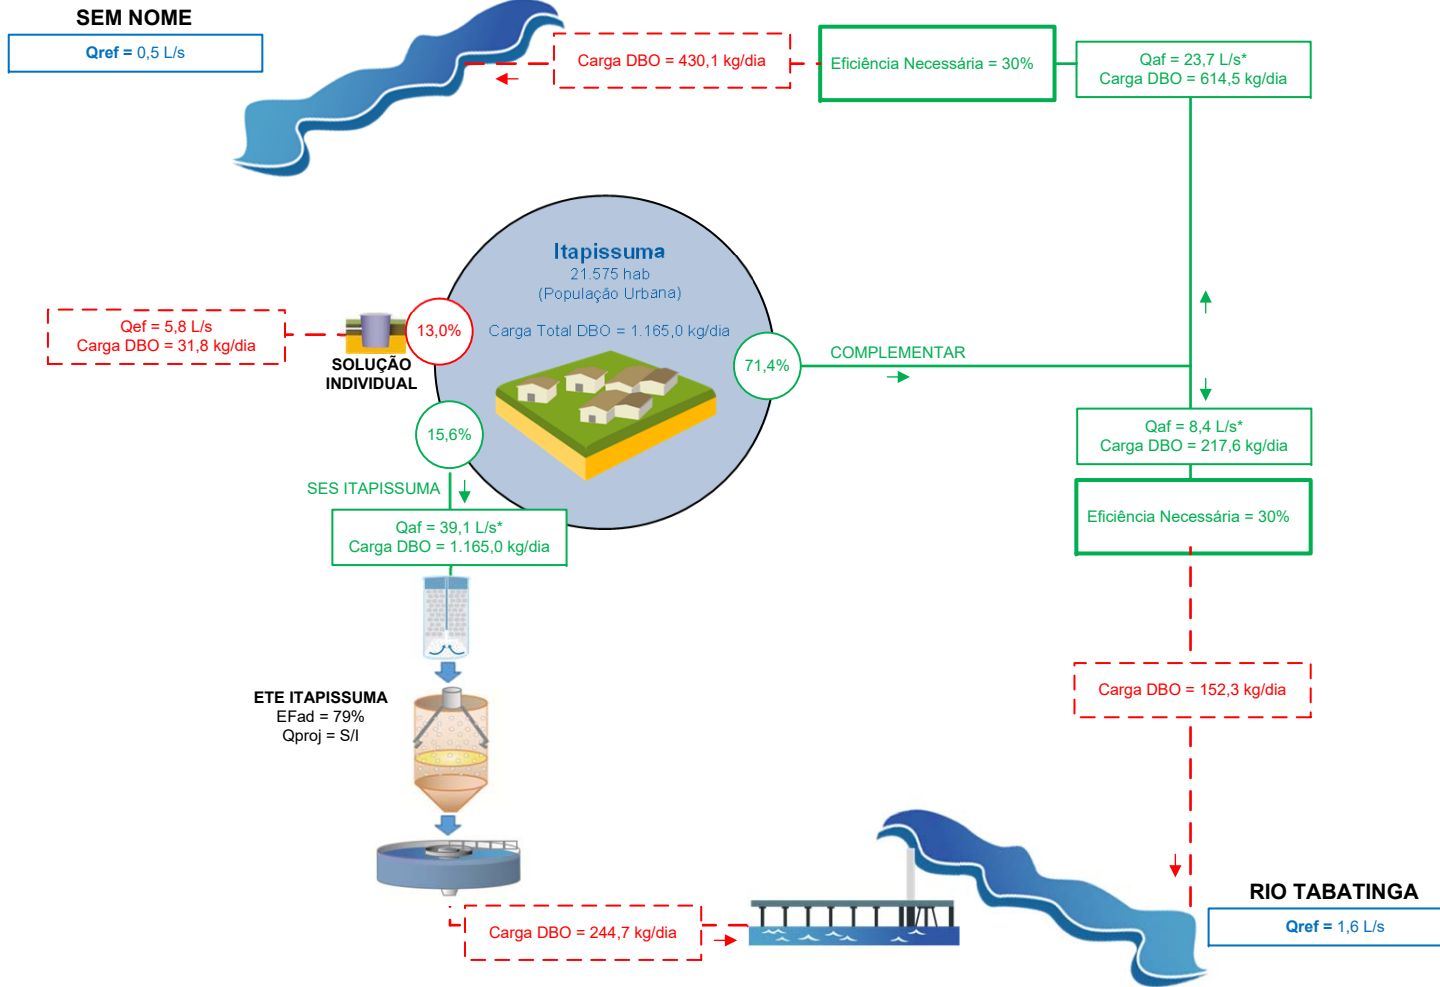 SEM NOME
Qref = 0,5 L/s
Carga DBO = 430,1 kg/dia
Eficiência Necessária = 30%
Qaf = 23,7 L/s*
Carga DBO = 614,5 kg/dia
Itapissuma
21.575 hab
(População Urbana)
Carga Total DBO = 1.165,0 kg/dia
Qef = 5,8 L/s
Carga DBO = 31,8 kg/dia
13,0%
SOLUÇÃO
INDIVIDUAL
71,4%
COMPLEMENTAR
15,6%
SES ITAPISSUMA
Qaf = 39,1 L/s*
Carga DBO = 1.165,0 kg/dia
Qaf = 8,4 L/s*
Carga DBO = 217,6 kg/dia
Eficiência Necessária = 30%
ETE ITAPISSUMA
EFad = 79%
Qproj = S/I
Carga DBO = 152,3 kg/dia
Carga DBO = 244,7 kg/dia
RIO TABATINGA
Qref = 1,6 L/s